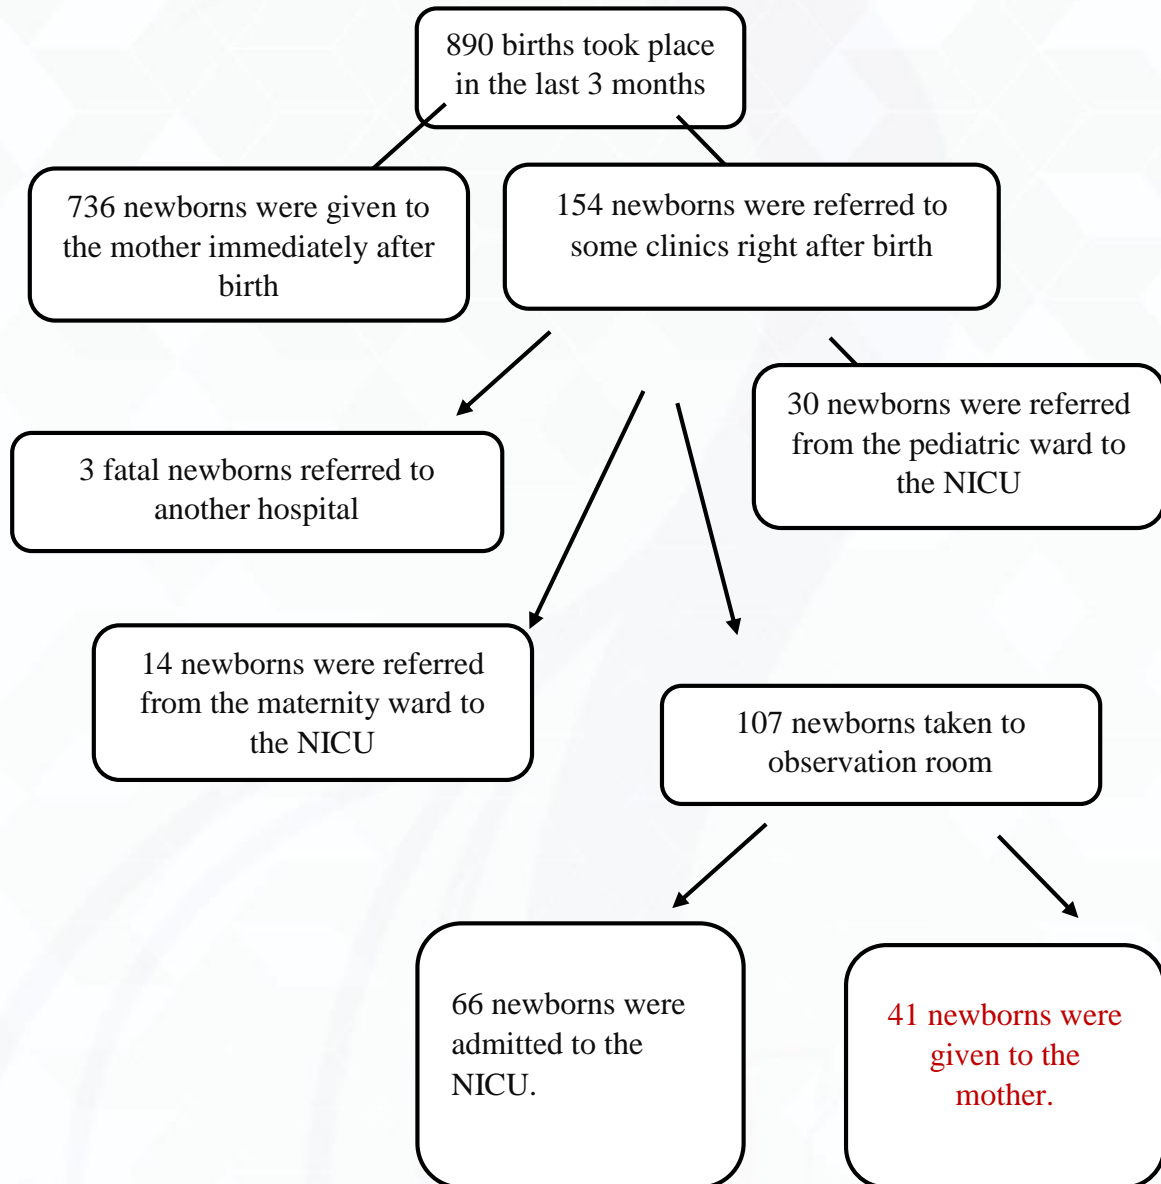 890 births took place
in the last 3 months
736 newborns were given to
the mother immediately after
birth
154 newborns were referred to
some clinics right after birth
30 newborns were referred
from the pediatric ward to
the NICU
3 fatal newborns referred to
another hospital
14 newborns were referred
from the maternity ward to
the NICU
107 newborns taken to
observation room
66 newborns were
admitted to the
NICU.
41 newborns were
given to the
mother.